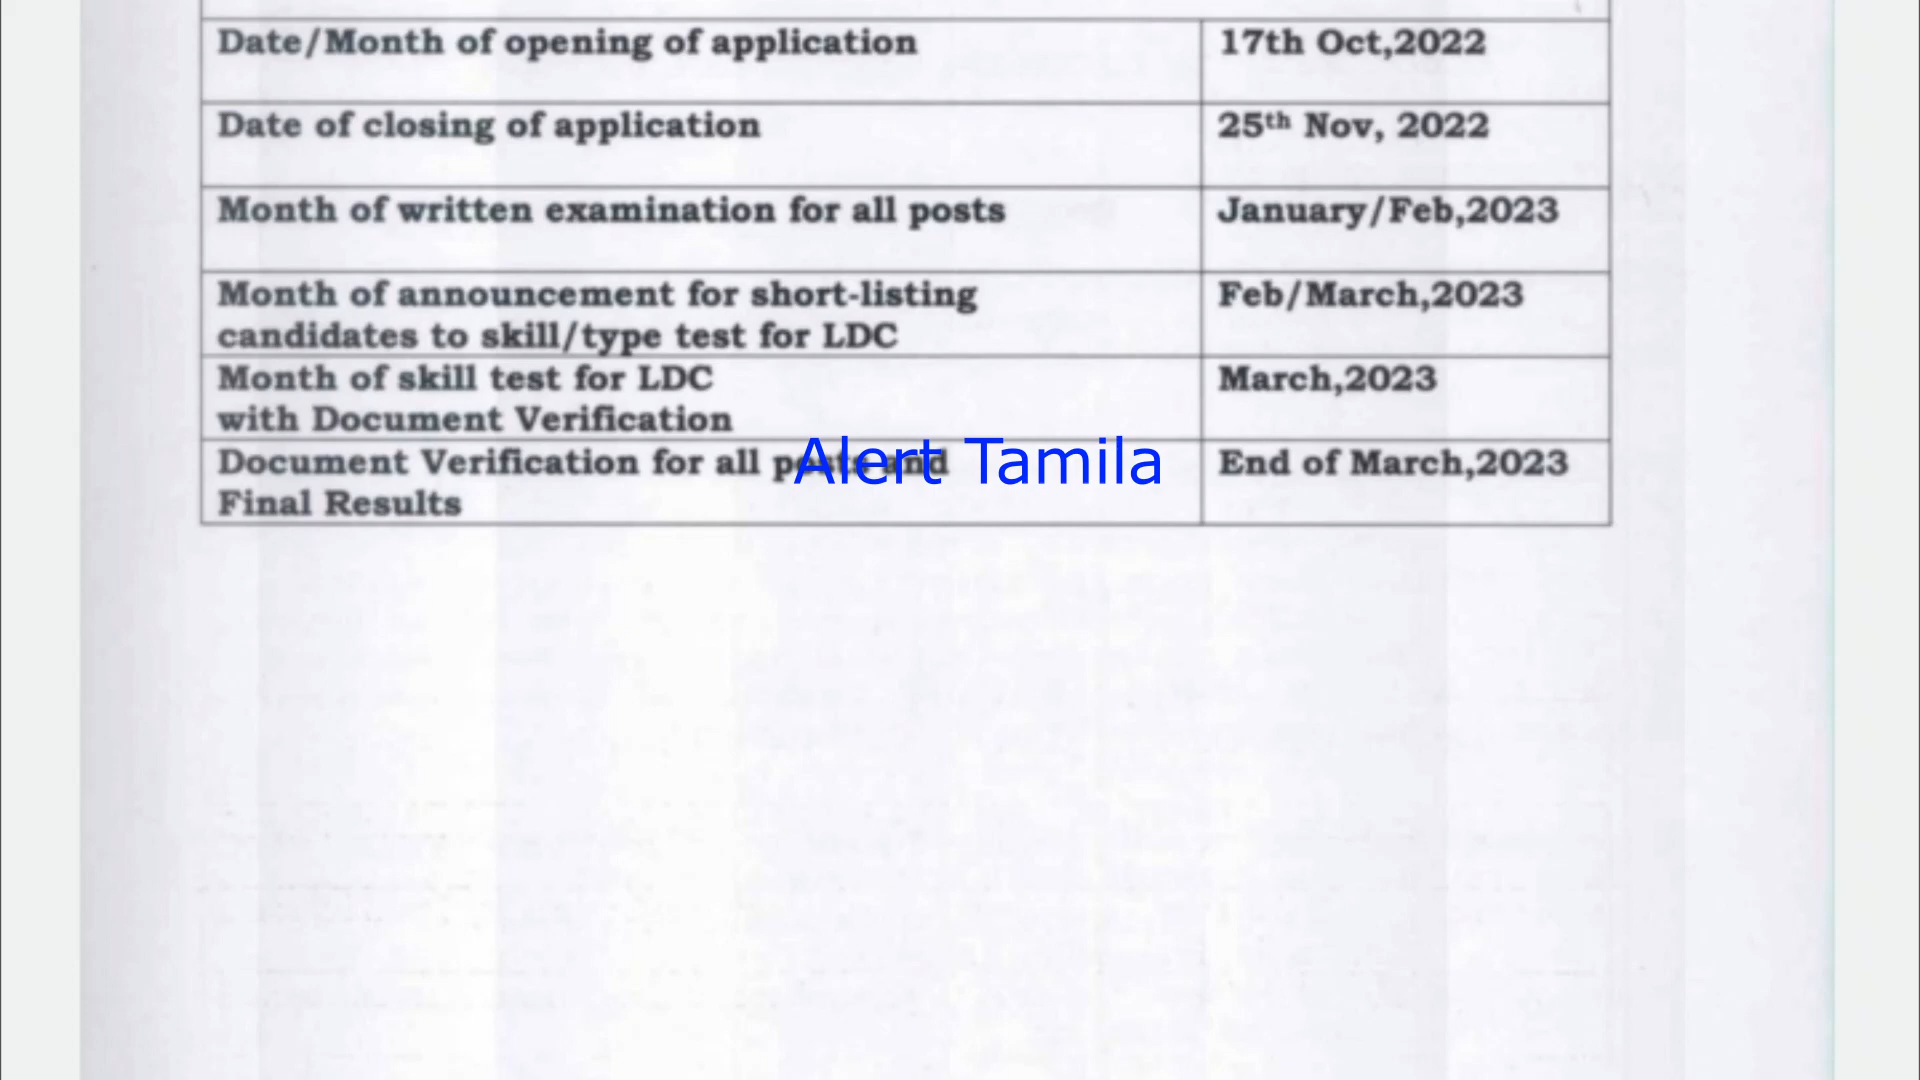 Date/Month of opening of application 17th Oct,2022
Date of closing of application 25th Nov, 2022
Month of written examination for all posts January/Feb,2023
Month of announcement for short-listing Feb/March,2023
candidates to skill/type test for LDC
Month of skill test for LDC March,2023
with Document Verification
Document Verification for all posts and End of March,2023
Alert Tamila
Final Results